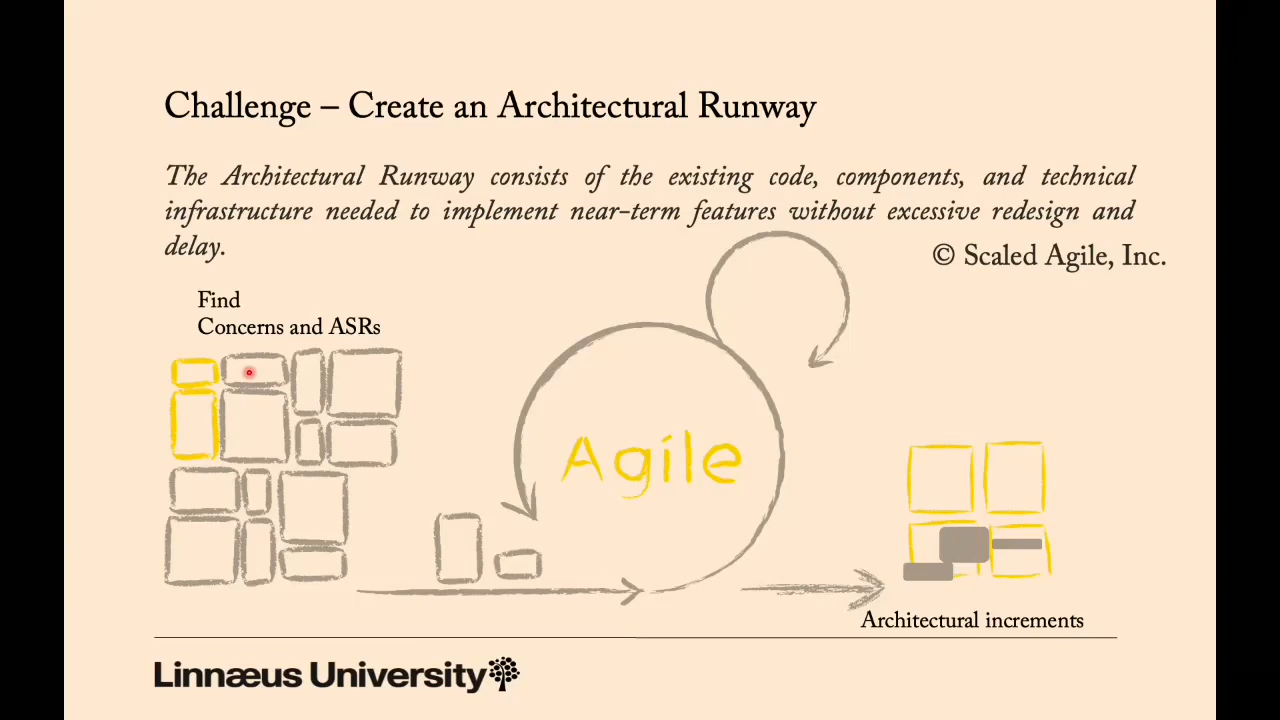 Challenge – Create an Architectural Runway
The Architectural Runway consists of the existing code, components, and technical
infrastructure needed to implement near-term features without excessive redesign and
delay.
© Scaled Agile, Inc.
Find
Concerns and ASRs
Agile
Architectural increments
Linnæus University